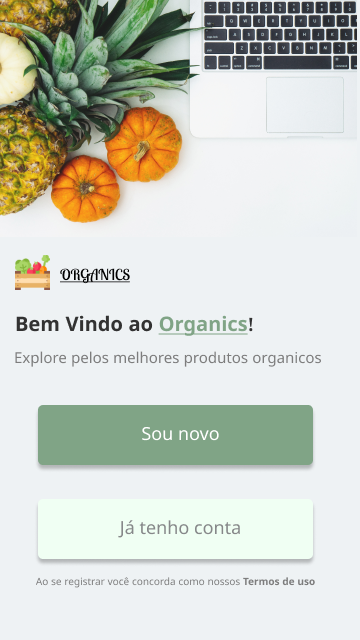 ORGANICS
Bem Vindo ao Organics!
Explore pelos melhores produtos organicos
Sou novo
Já tenho conta
Ao se registrar você concorda como nossos Termos de uso